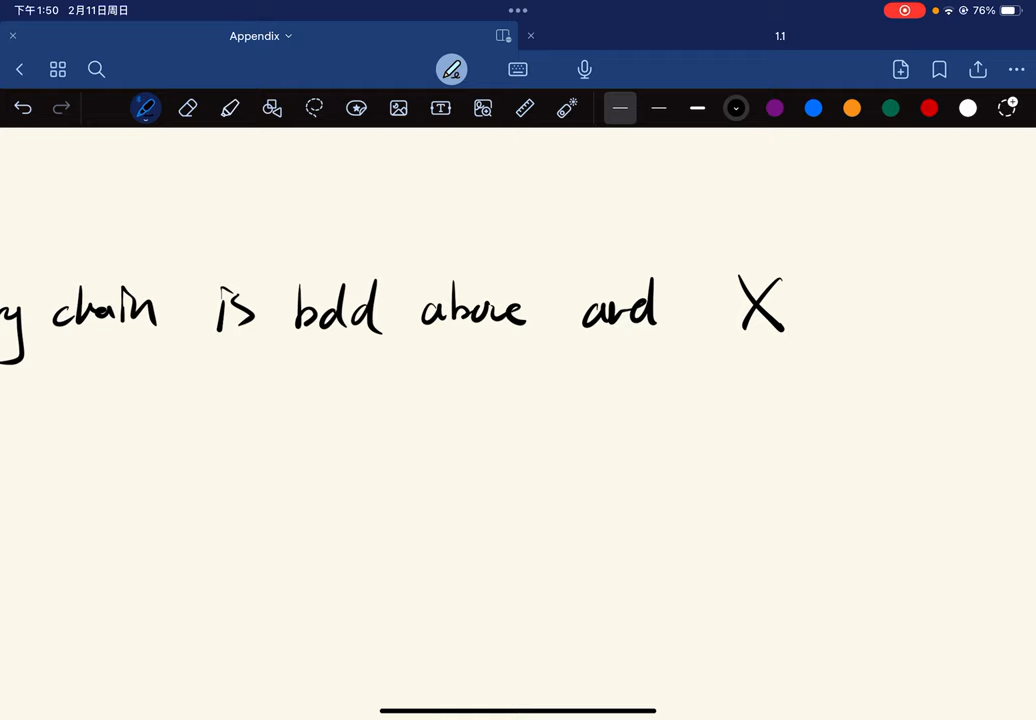 下午1:50 2月11日周日 76%
Appendix 1.1
y chain is bdd above and X